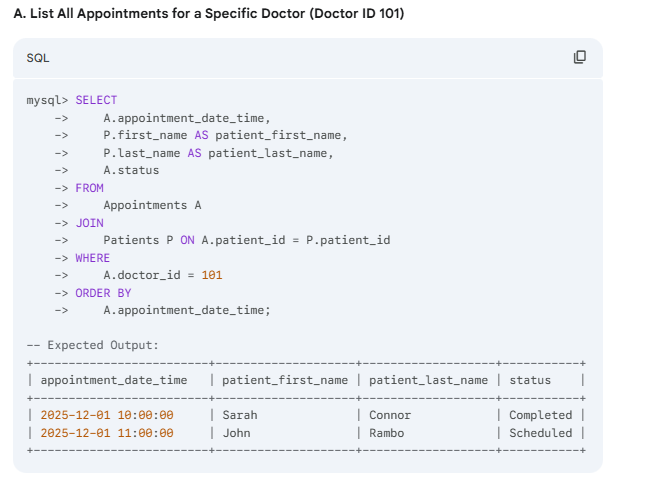 A. List All Appointments for a Specific Doctor (Doctor ID 101)
SQL
mysql> SELECT
    ->     A.appointment_date_time,
    ->     P.first_name AS patient_first_name,
    ->     P.last_name AS patient_last_name,
    ->     A.status
    -> FROM
    ->     Appointments A
    -> JOIN
    ->     Patients P ON A.patient_id = P.patient_id
    -> WHERE
    ->     A.doctor_id = 101
    -> ORDER BY
    ->     A.appointment_date_time;
-- Expected Output:
+-------------------------+--------------------+-------------------+-----------+
| appointment_date_time   | patient_first_name | patient_last_name | status    |
+-------------------------+--------------------+-------------------+-----------+
| 2025-12-01 10:00:00     | Sarah              | Connor            | Completed |
| 2025-12-01 11:00:00     | John               | Rambo             | Scheduled |
+-------------------------+--------------------+-------------------+-----------+